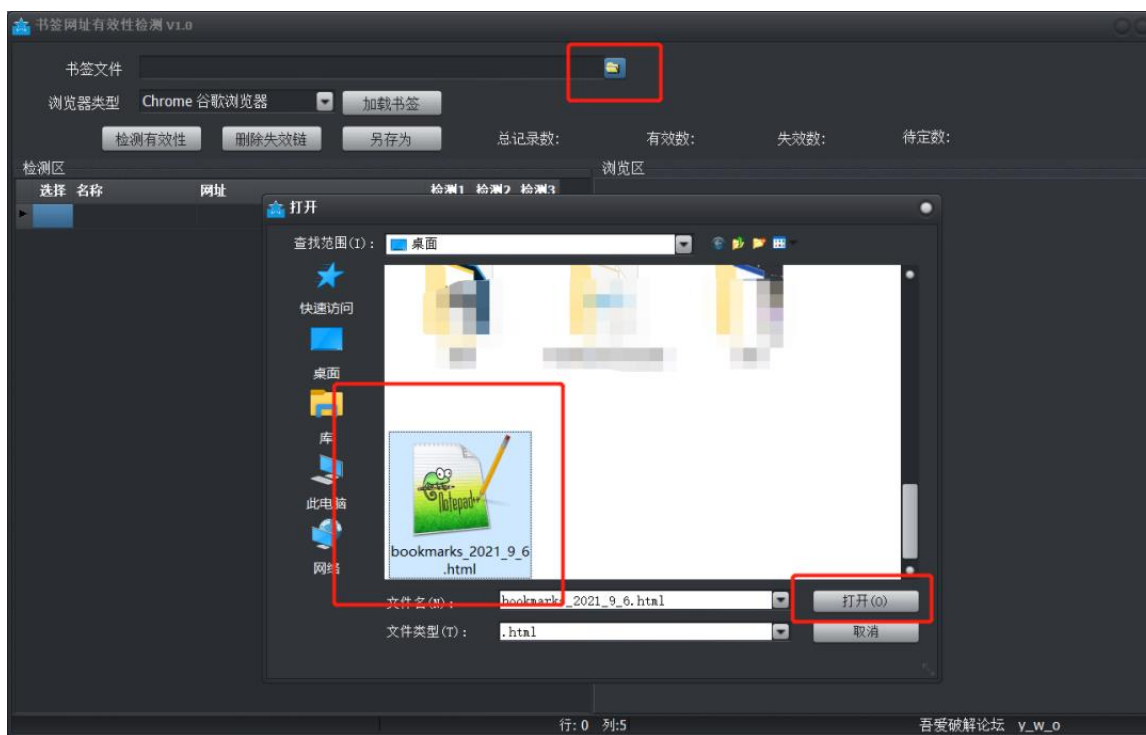 书签网址有效性检测 V1.0
书签文件
浏览器类型 Chrome 谷歌浏览器 加载书签
检测有效性 删除失效链 另存为 总记录数: 有效数: 失效数: 待定数:
检测区 浏览区
选择 名称 网址 检测1 检测2 检测3
打开
查找范围(I): 桌面
快速访问
桌面
库
此电脑
网络
Notepad++
bookmarks_2021_9_6
.html
文件名(N): bookmarks_2021_9_6.html 打开(O)
文件类型(T): .html 取消
行: 0 列:5 吾爱破解论坛 y_w_o